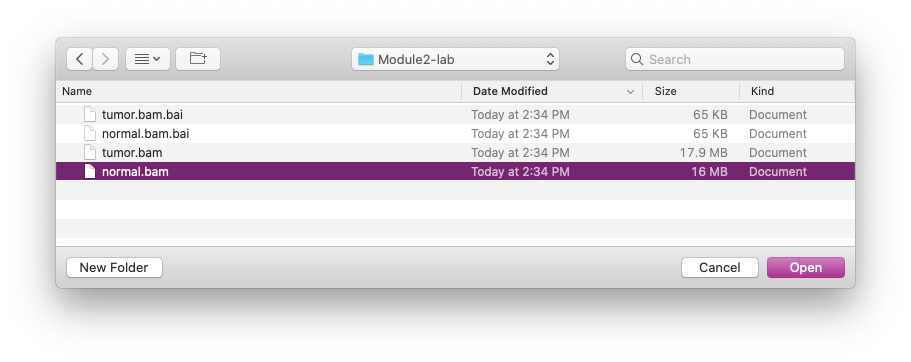 Module2-lab Search
Name Date Modified Size Kind
tumor.bam.bai Today at 2:34 PM 65 KB Document
normal.bam.bai Today at 2:34 PM 65 KB Document
tumor.bam Today at 2:34 PM 17.9 MB Document
normal.bam Today at 2:34 PM 16 MB Document
New Folder Cancel Open